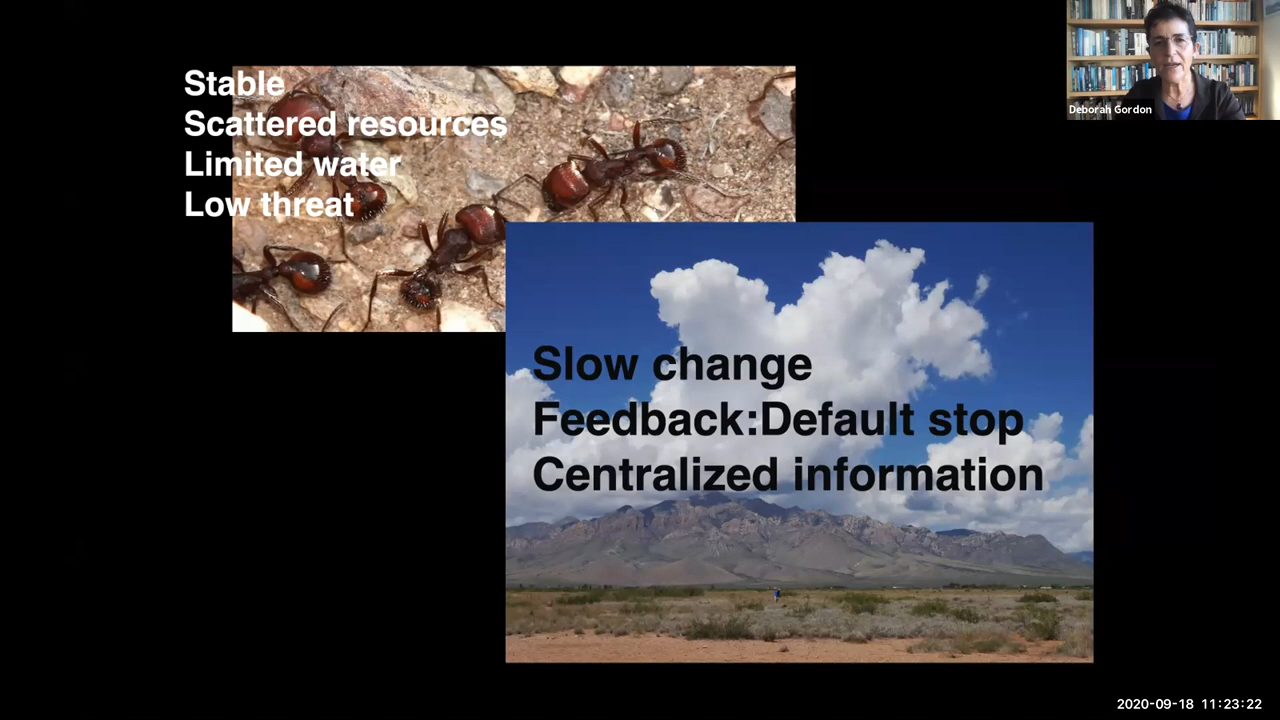 Stable
Scattered resources
Limited water
Low threat
Deborah Gordon
Slow change
Feedback:Default stop
Centralized information
2020-09-18 11:23:22